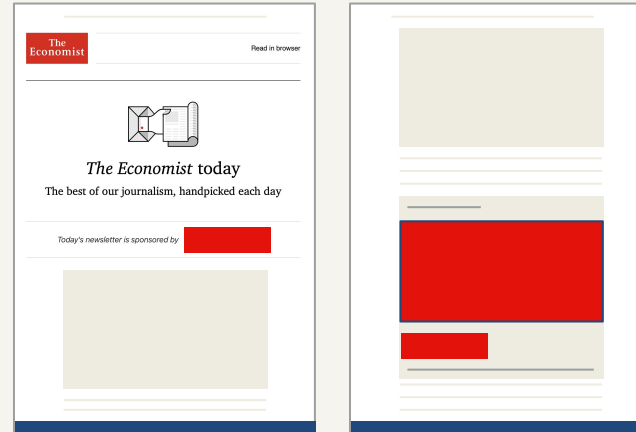 The
Economist
Read in browser
The Economist today
The best of our journalism, handpicked each day
Today's newsletter is sponsored by